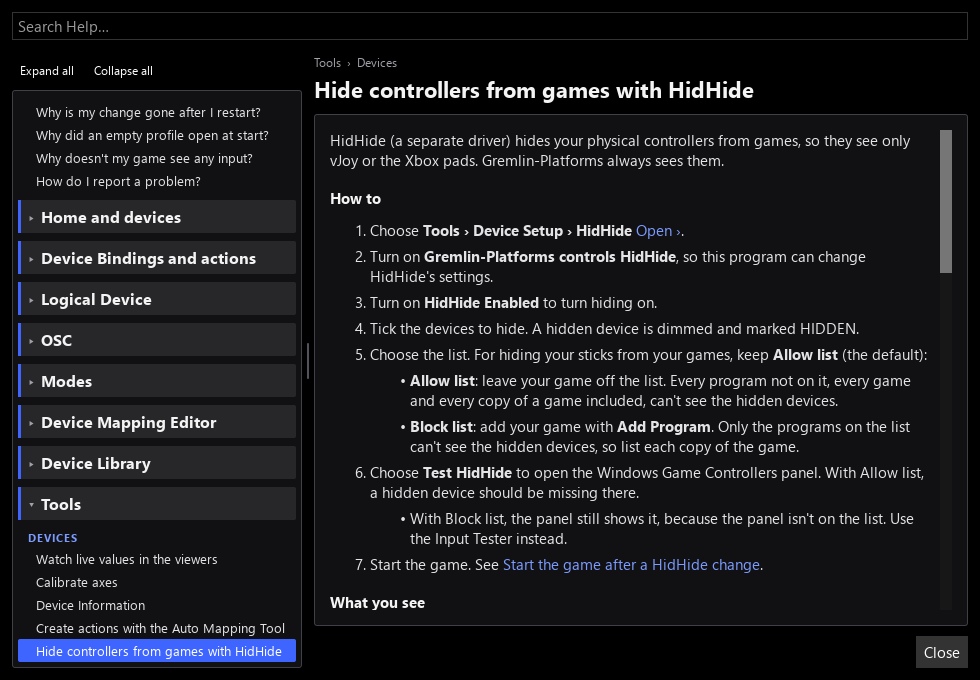 Search Help...
Expand all
Collapse all
Why is my change gone after I restart?
Why did an empty profile open at start?
Why doesn't my game see any input?
How do I report a problem?
▸ Home and devices
▸ Device Bindings and actions
▸ Logical Device
▸ OSC
▸ Modes
▸ Device Mapping Editor
▸ Device Library
▾ Tools
DEVICES
Watch live values in the viewers
Calibrate axes
Device Information
Create actions with the Auto Mapping Tool
Hide controllers from games with HidHide
Tools › Devices
Hide controllers from games with HidHide
HidHide (a separate driver) hides your physical controllers from games, so they see only
vJoy or the Xbox pads. Gremlin-Platforms always sees them.
How to
1. Choose Tools › Device Setup › HidHide Open ›.
2. Turn on Gremlin-Platforms controls HidHide, so this program can change
HidHide's settings.
3. Turn on HidHide Enabled to turn hiding on.
4. Tick the devices to hide. A hidden device is dimmed and marked HIDDEN.
5. Choose the list. For hiding your sticks from your games, keep Allow list (the default):
• Allow list: leave your game off the list. Every program not on it, every game
and every copy of a game included, can't see the hidden devices.
• Block list: add your game with Add Program. Only the programs on the list
can't see the hidden devices, so list each copy of the game.
6. Choose Test HidHide to open the Windows Game Controllers panel. With Allow list,
a hidden device should be missing there.
• With Block list, the panel still shows it, because the panel isn't on the list. Use
the Input Tester instead.
7. Start the game. See Start the game after a HidHide change.
What you see
Close